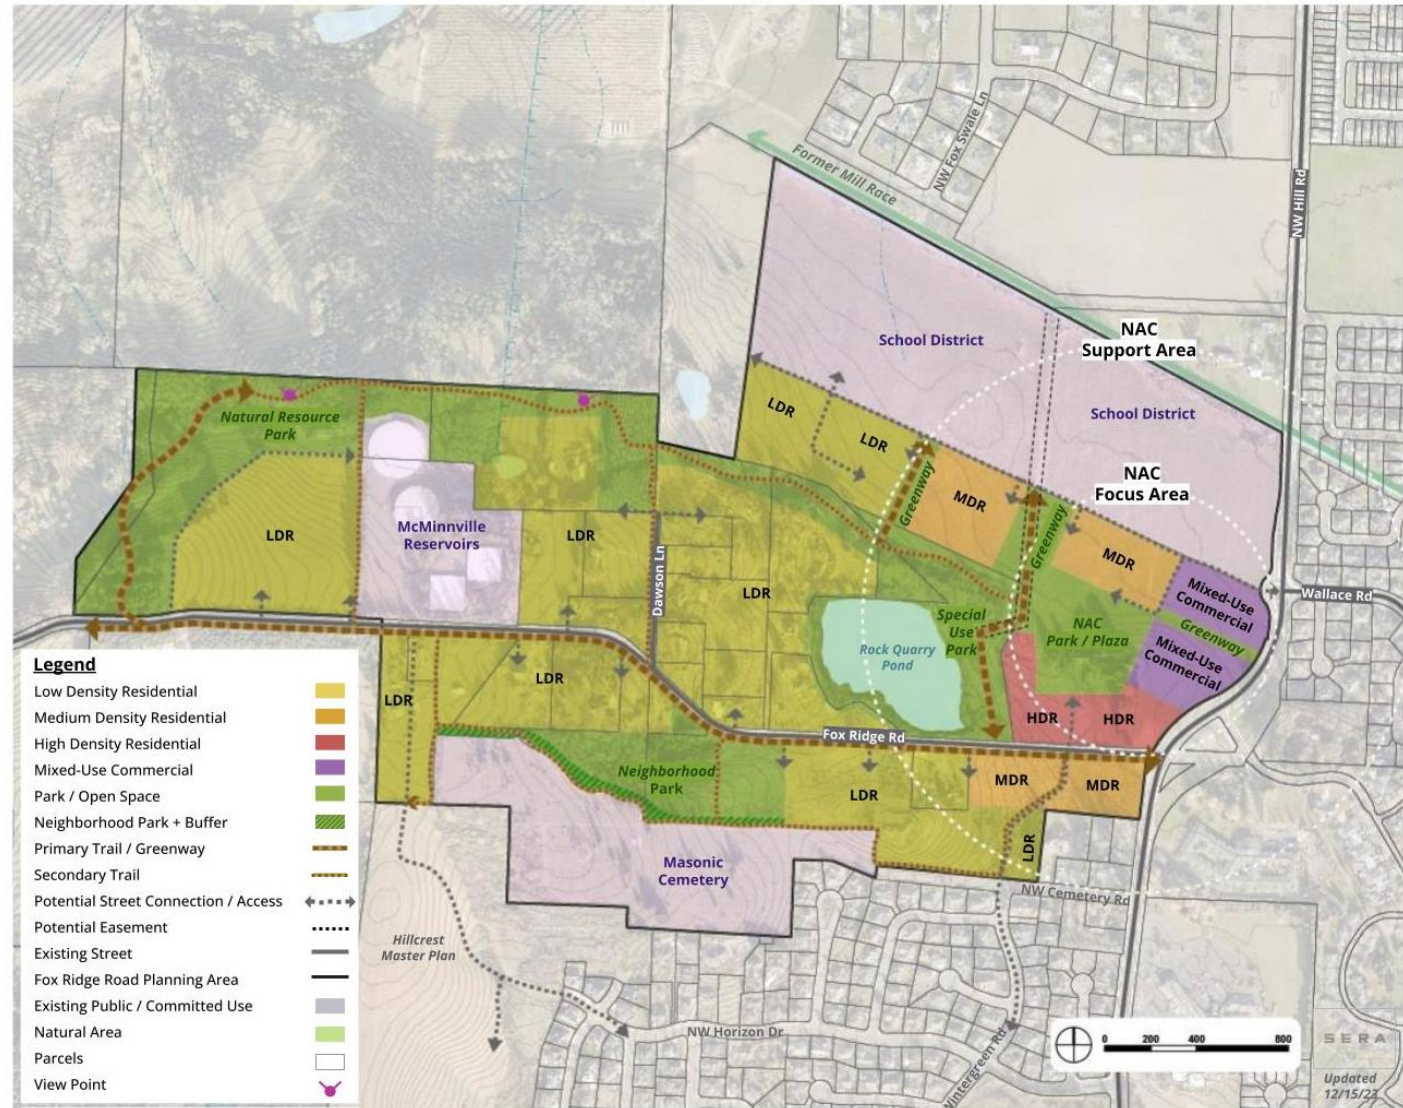 NW Fox Swale Ln
Former Mill Race
NW Hill Rd
School District
NAC
Support Area
School District
NAC
Focus Area
LDR
LDR
Greenway
MDR
Greenway
MDR
Mixed-Use
Commercial
Greenway
Mixed-Use
Commercial
Wallace Rd
Natural Resource
Park
LDR
McMinnville
Reservoirs
LDR
Dawson Ln
LDR
Special
Use
Park
NAC
Park / Plaza
Rock Quarry
Pond
HDR
HDR
LDR
LDR
Fox Ridge Rd
Neighborhood
Park
LDR
MDR
MDR
LDR
Masonic
Cemetery
NW Cemetery Rd
Hillcrest
Master Plan
NW Horizon Dr
Wintergreen Rd
Legend
Low Density Residential
Medium Density Residential
High Density Residential
Mixed-Use Commercial
Park / Open Space
Neighborhood Park + Buffer
Primary Trail / Greenway
Secondary Trail
Potential Street Connection / Access
Potential Easement
Existing Street
Fox Ridge Road Planning Area
Existing Public / Committed Use
Natural Area
Parcels
View Point
0 200 400 800
SERA
Updated
12/15/23